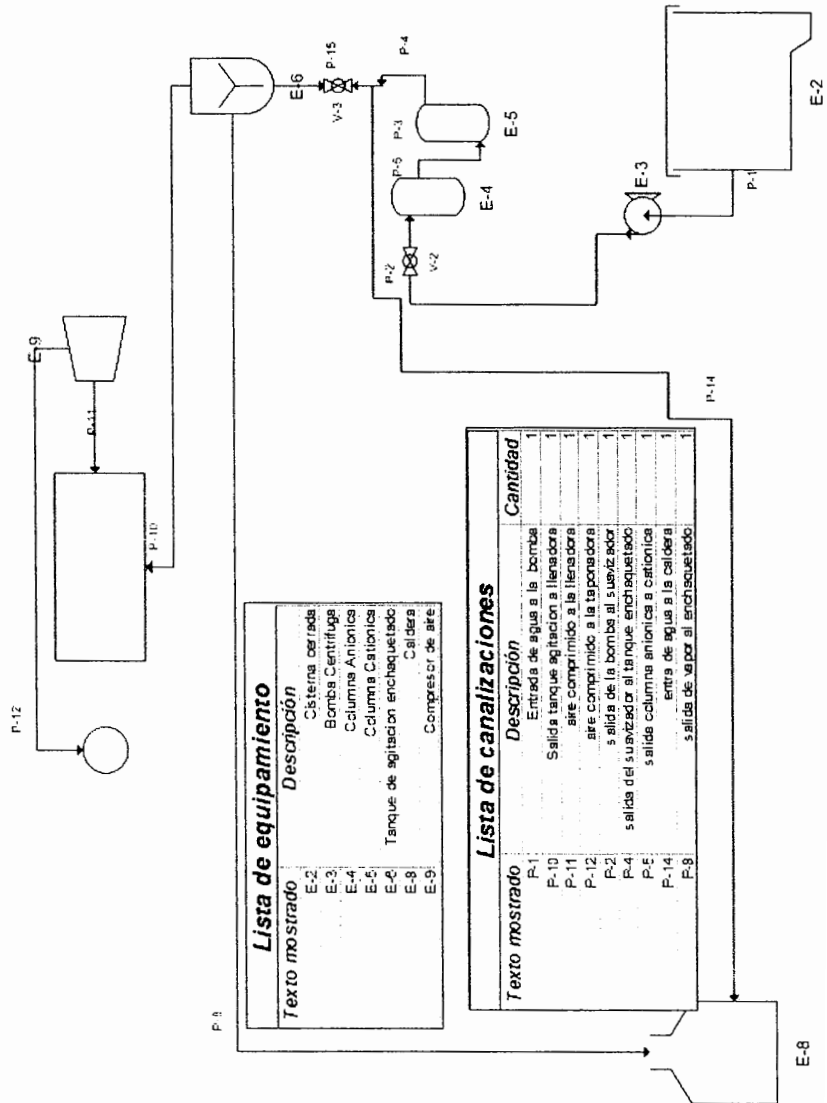 P-12
E-9
P-11
P-10
E-6
P-15
V-3
P-4
P-3
P-5
E-5
E-4
P-2
V-2
E-3
P-1
E-2
P-14
P-8
E-8
Lista de equipamiento
Texto mostrado Descripción
E-2 Cisterna cerrada
E-3 Bomba Centrifuga
E-4 Columna Anionica
E-5 Columna Cationica
E-6 Tanque de agitacion enchaquetado
E-8 Caldera
E-9 Compresor de aire
Lista de canalizaciones
Texto mostrado Descripción Cantidad
P-1 Entrada de agua a la bomba 1
P-10 Salida tanque agitacion a llenadora 1
P-11 aire comprimido a la llenadora 1
P-12 aire comprimido a la taponadora 1
P-2 salida de la bomba al suavizador 1
P-4 salida del suavizador al tanque enchaquetado 1
P-5 salida columna anionica a cationica 1
P-14 entra de agua a la caldera 1
P-8 salida de vapor al enchaquetado 1